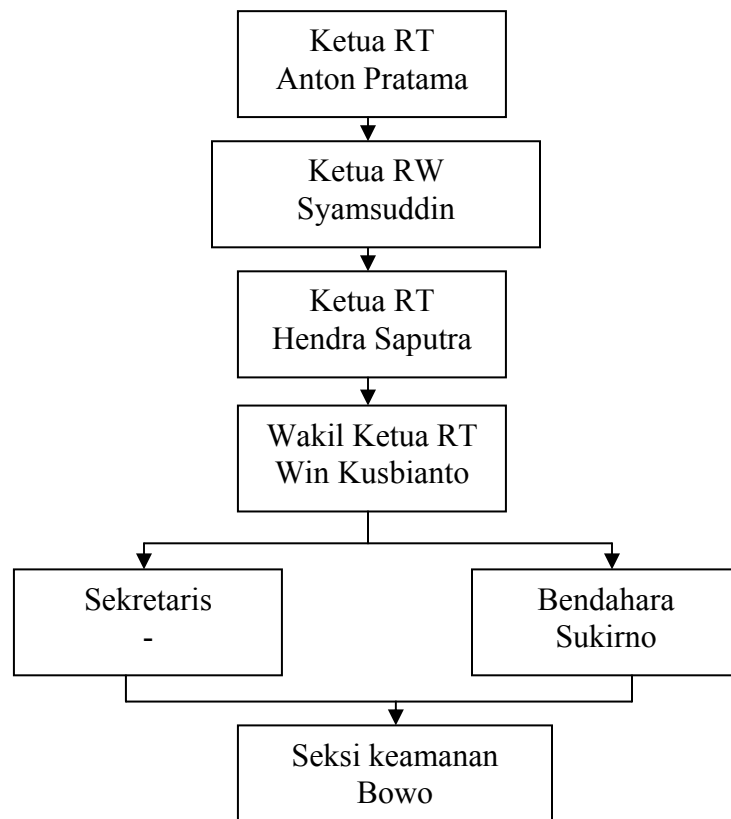 Ketua RT
Anton Pratama
Ketua RW
Syamsuddin
Ketua RT
Hendra Saputra
Wakil Ketua RT
Win Kusbianto
Sekretaris
-
Bendahara
Sukirno
Seksi keamanan
Bowo